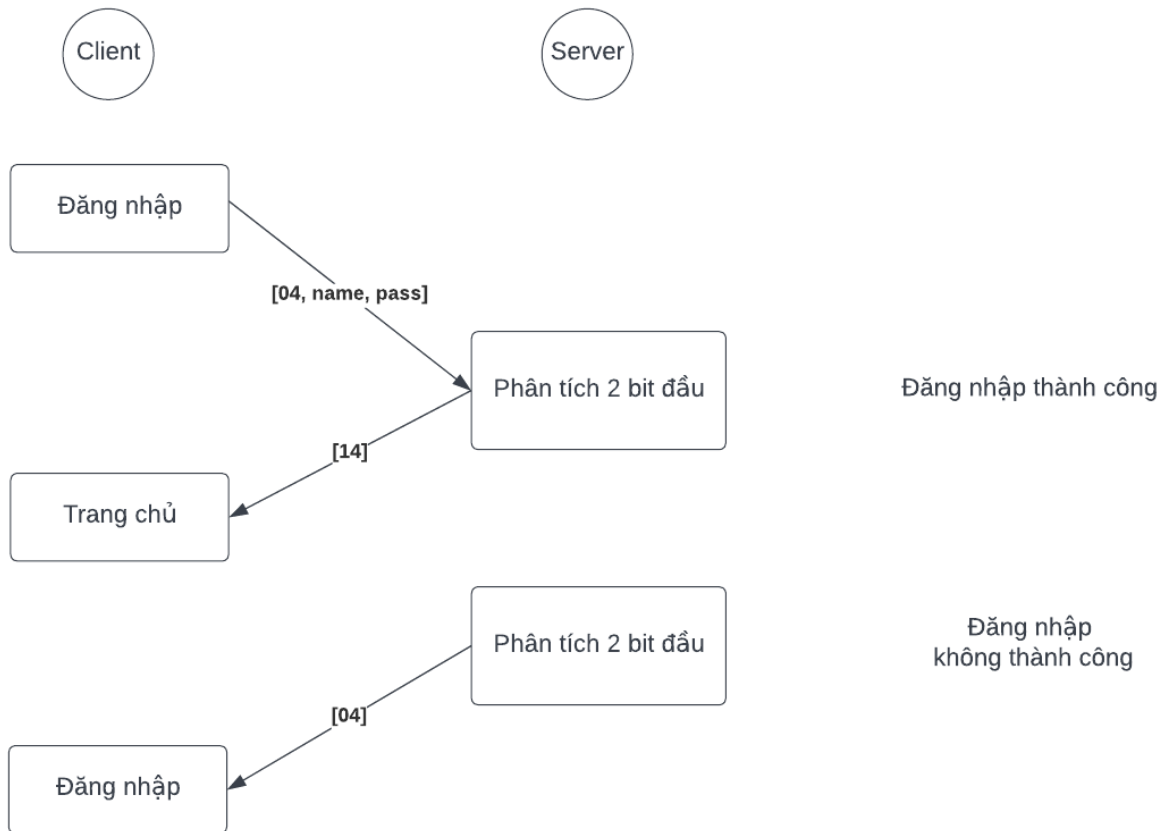 Client
Server
Đăng nhập
[04, name, pass]
Phân tích 2 bit đầu
Đăng nhập thành công
[14]
Trang chủ
Phân tích 2 bit đầu
Đăng nhập
không thành công
[04]
Đăng nhập